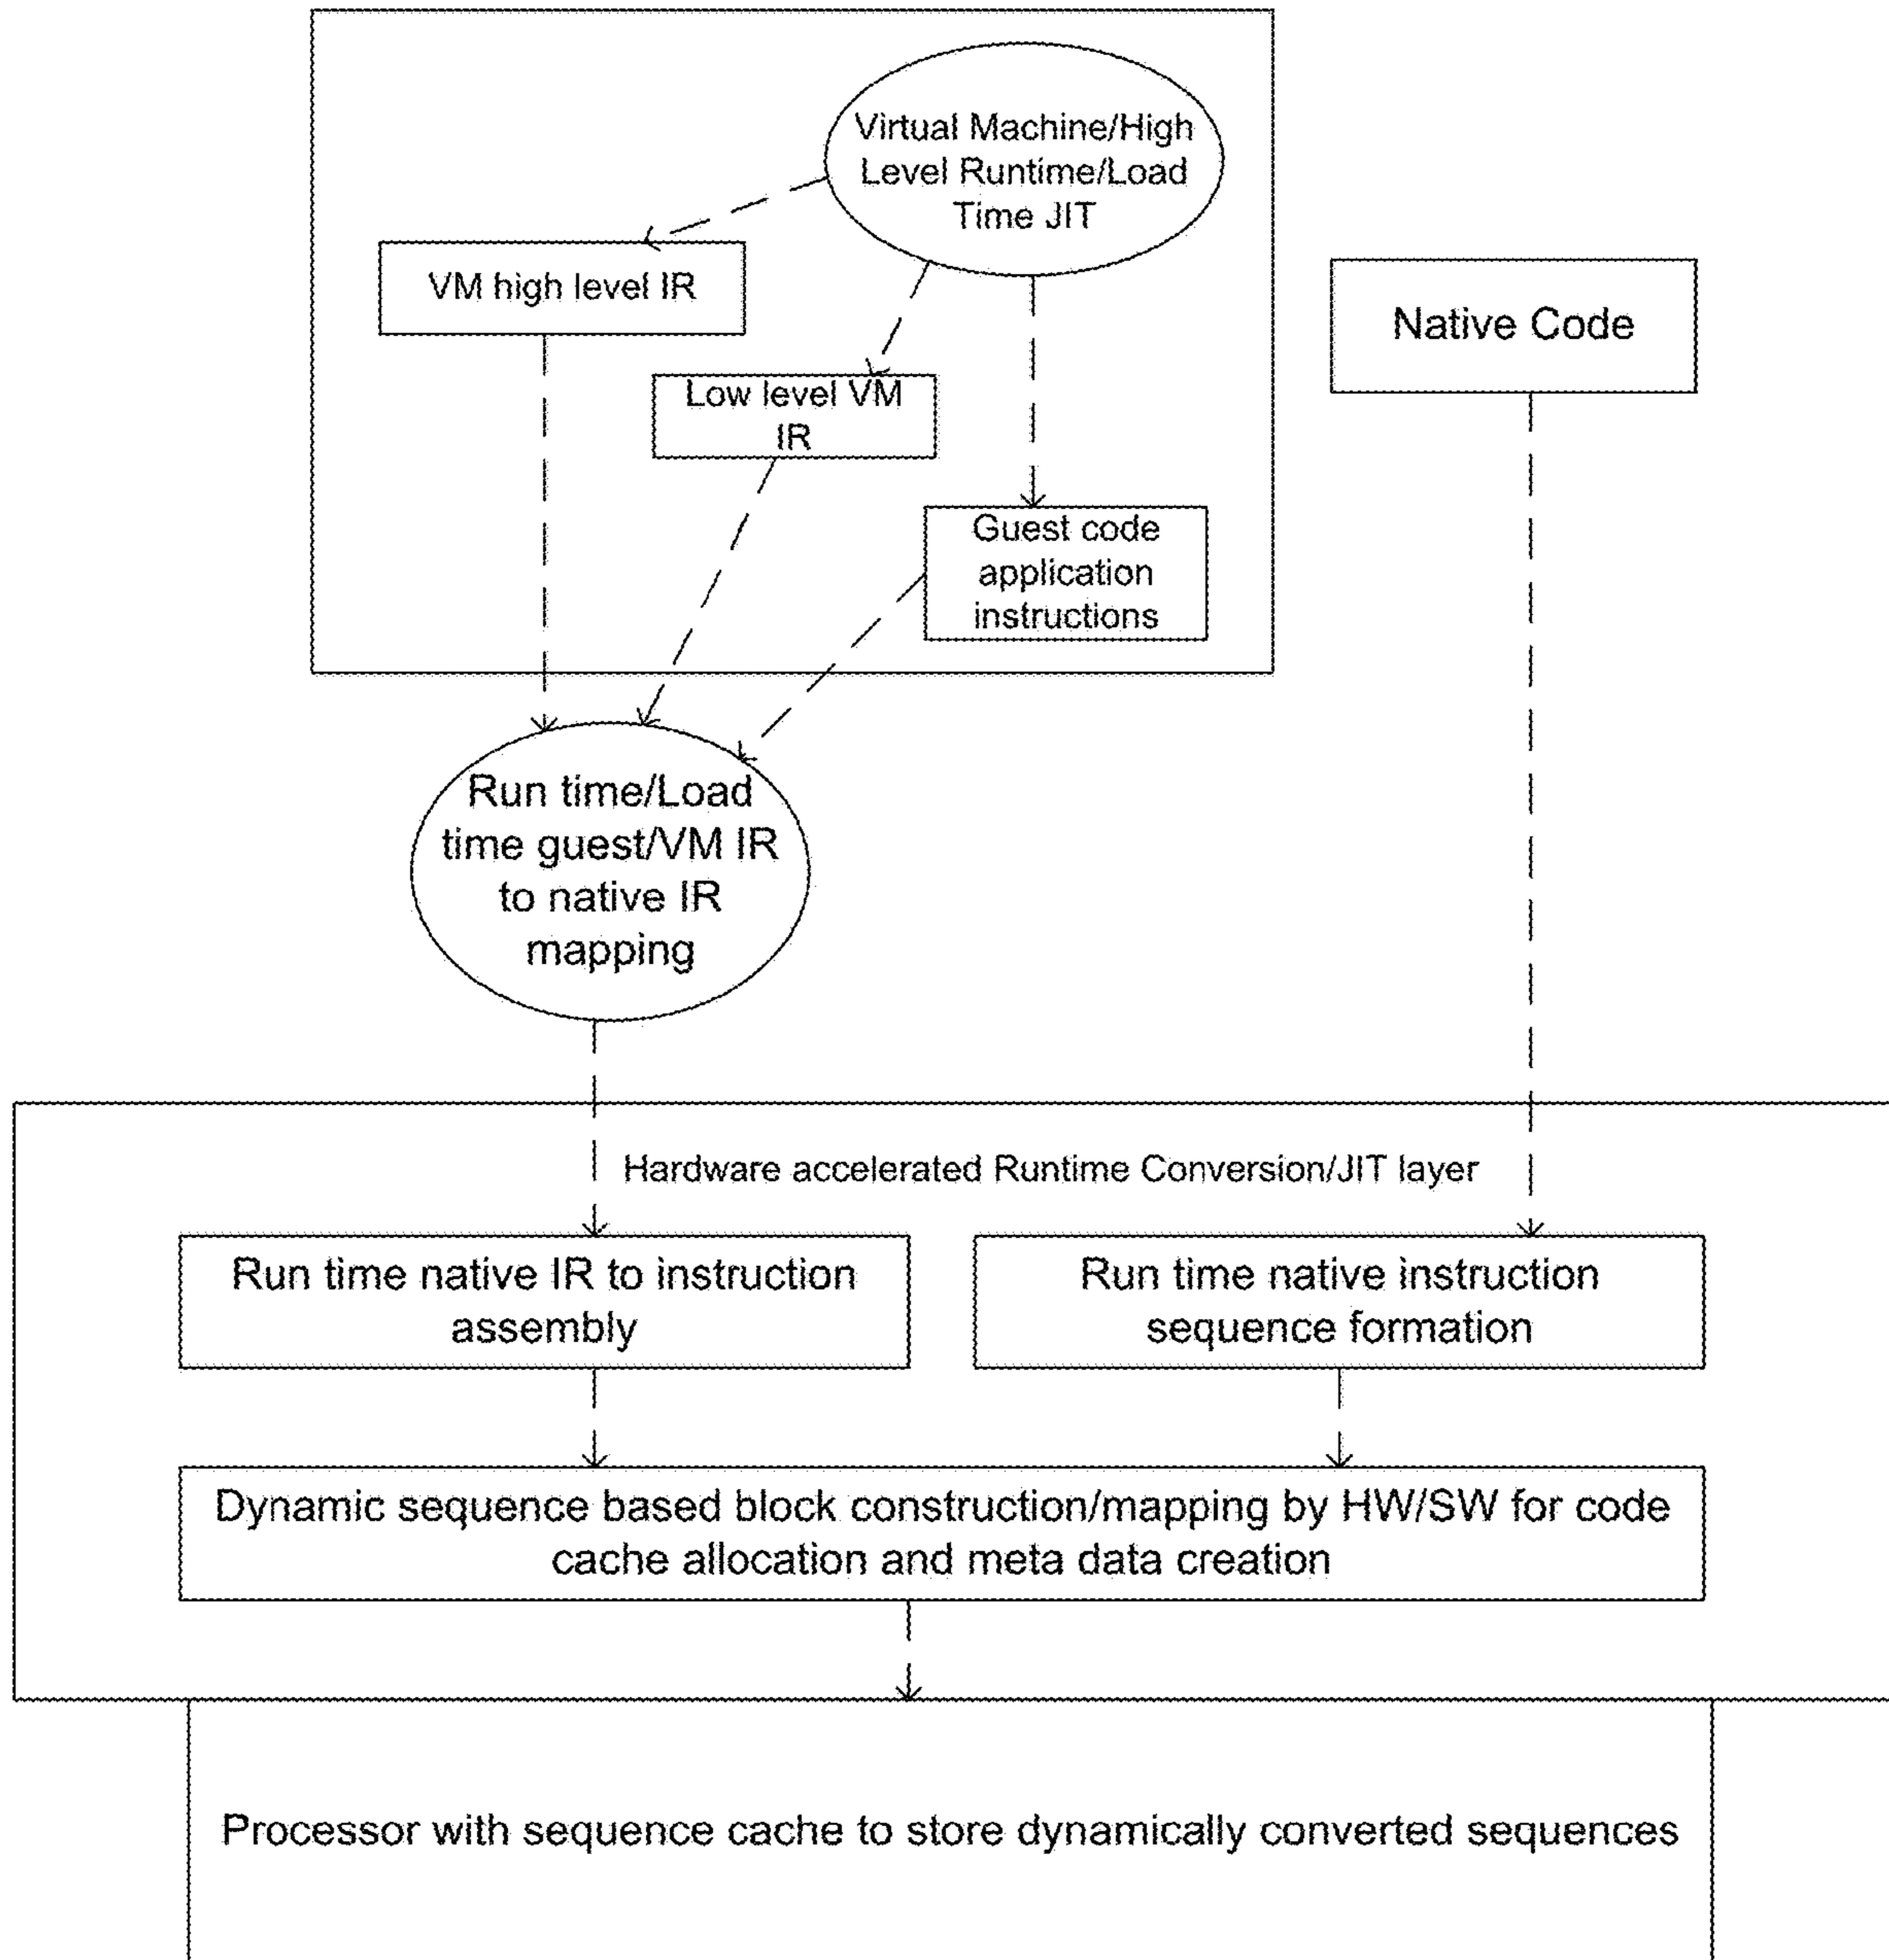 Virtual Machine/High
Level Runtime/Load
Time JIT
VM high level IR
Native Code
Low level VM
IR
Guest code
application
instructions
Run time/Load
time guest/VM IR
to native IR
mapping
Hardware accelerated Runtime Conversion/JIT layer
Run time native IR to instruction
assembly
Run time native instruction
sequence formation
Dynamic sequence based block construction/mapping by HW/SW for code
cache allocation and meta data creation
Processor with sequence cache to store dynamically converted sequences